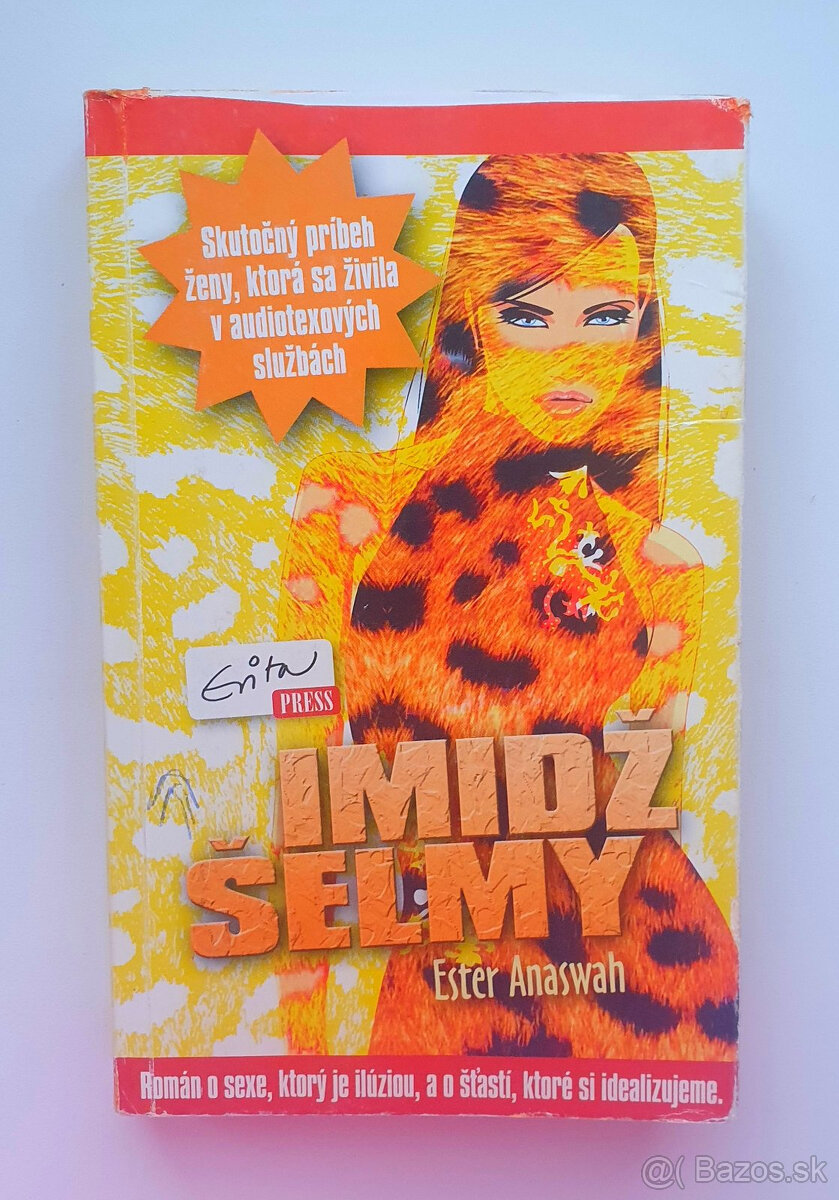 Skutočný príbeh
ženy, ktorá sa živila
v audiotexových
službách
Evita
PRESS
IMIDŽ
ŠELMY
Ester Anaswah
Román o sexe, ktorý je ilúziou, a o šťastí, ktoré si idealizujeme.
@( Bazos.sk